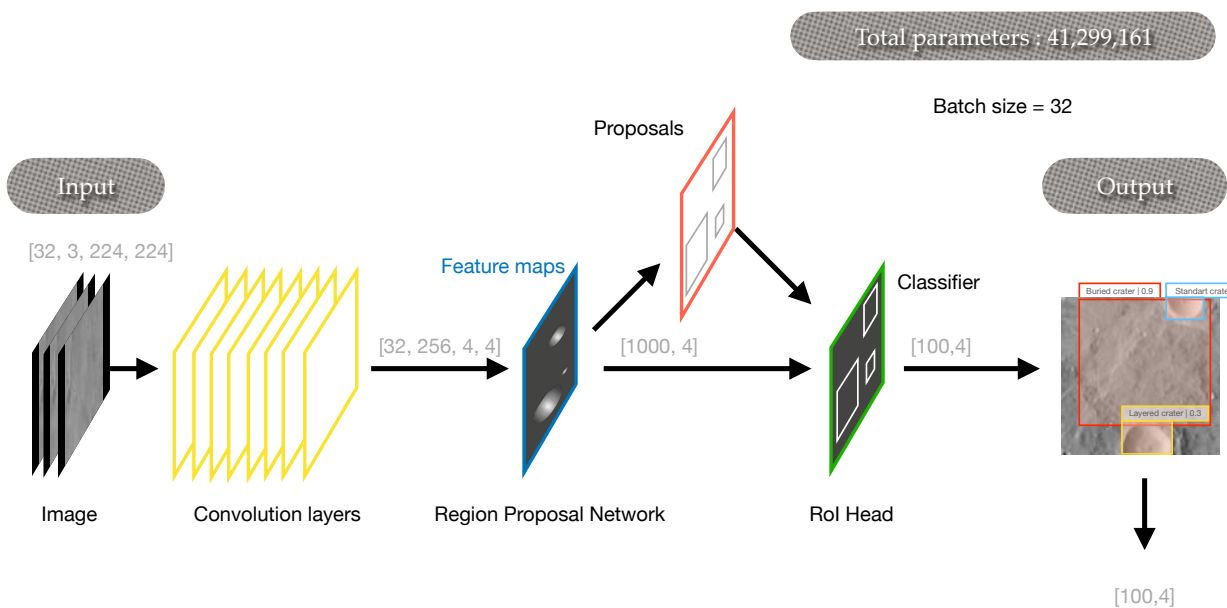 Total parameters : 41,299,161
Batch size = 32
Proposals
Input
Output
[32, 3, 224, 224]
Feature maps
Classifier
Buried crater | 0.9
Standart crate
[32, 256, 4, 4]
[1000, 4]
[100,4]
Layered crater | 0.3
Image
Convolution layers
Region Proposal Network
RoI Head
[100,4]